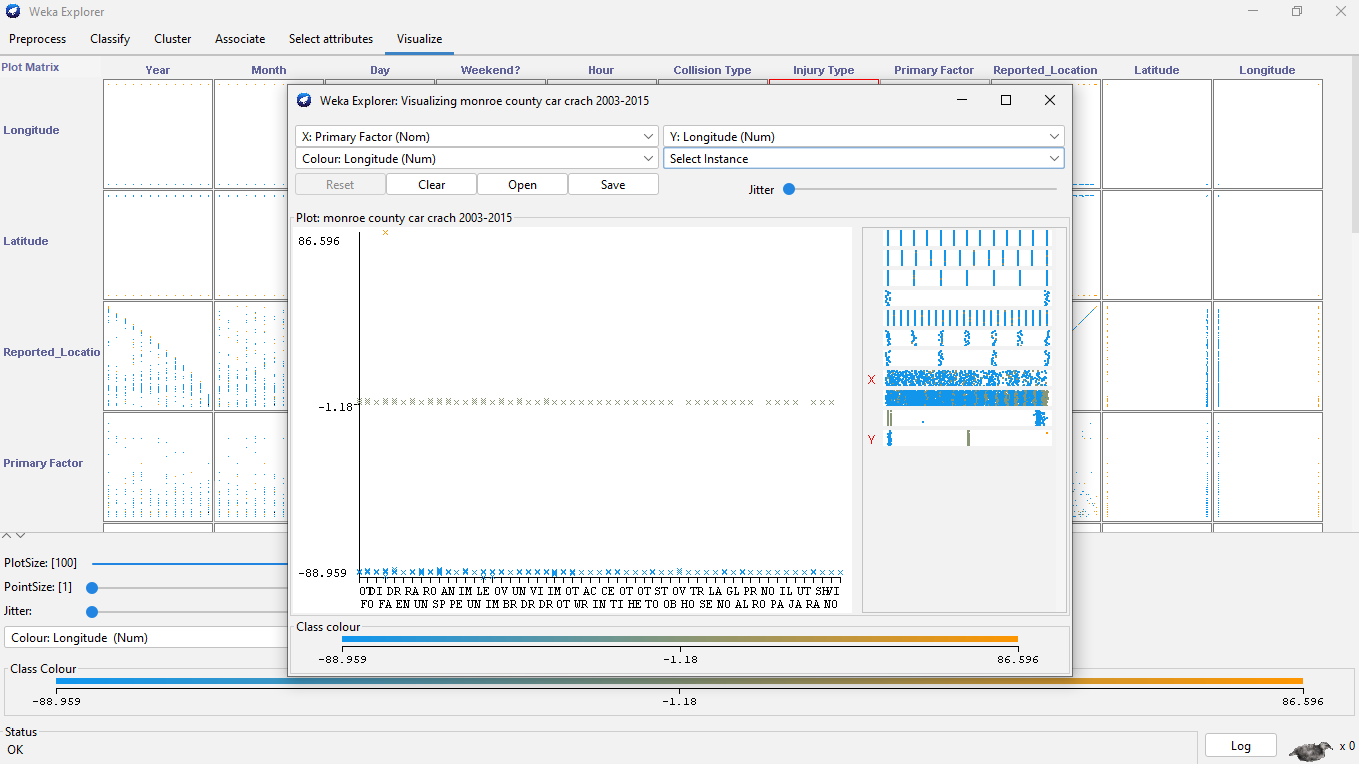 Weka Explorer
Preprocess Classify Cluster Associate Select attributes Visualize
Plot Matrix Year Month Day Weekend? Hour Collision Type Injury Type Primary Factor Reported_Location Latitude Longitude
Longitude
Latitude
Reported_Locatio
Primary Factor
Weka Explorer: Visualizing monroe county car crach 2003-2015
X: Primary Factor (Nom) Y: Longitude (Num)
Colour: Longitude (Num) Select Instance
Reset Clear Open Save Jitter
Plot: monroe county car crach 2003-2015
86.596
X
-1.18
Y
-88.959
OT DI DR RA RO AN IM LE OV UN VI IM OT AC CE OT OT ST OV TR LA GL PR NO IL UT SH VI
FO FA EN UN SP PE UN IM BR DR DR OT WR IN TI HE TO OB HO SE NO AL RO PA JA RA NO
Class colour
-88.959 -1.18 86.596
PlotSize: [100]
PointSize: [1]
Jitter:
Colour: Longitude (Num)
Class Colour
-88.959 -1.18 86.596
Status
OK
Log x 0